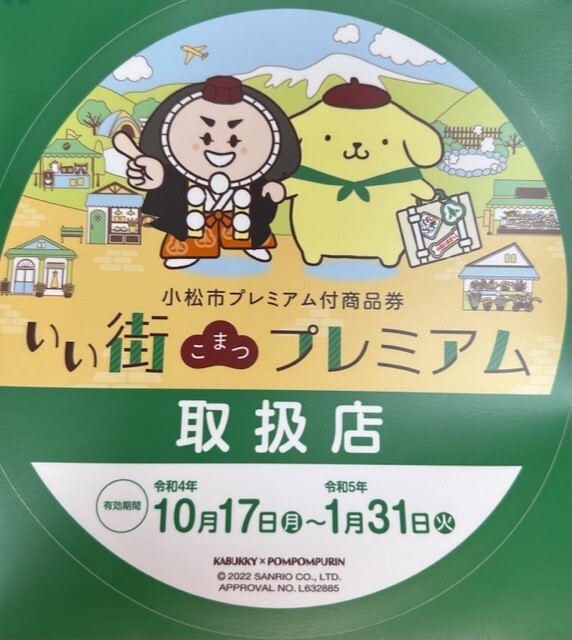 小松市プレミアム付商品券
いい街こまつプレミアム
取扱店
有効期間
令和4年 令和5年
10月17日月～1月31日火
KABUKKY×POMPOMPURIN
© 2022 SANRIO CO., LTD.
APPROVAL NO. L632885